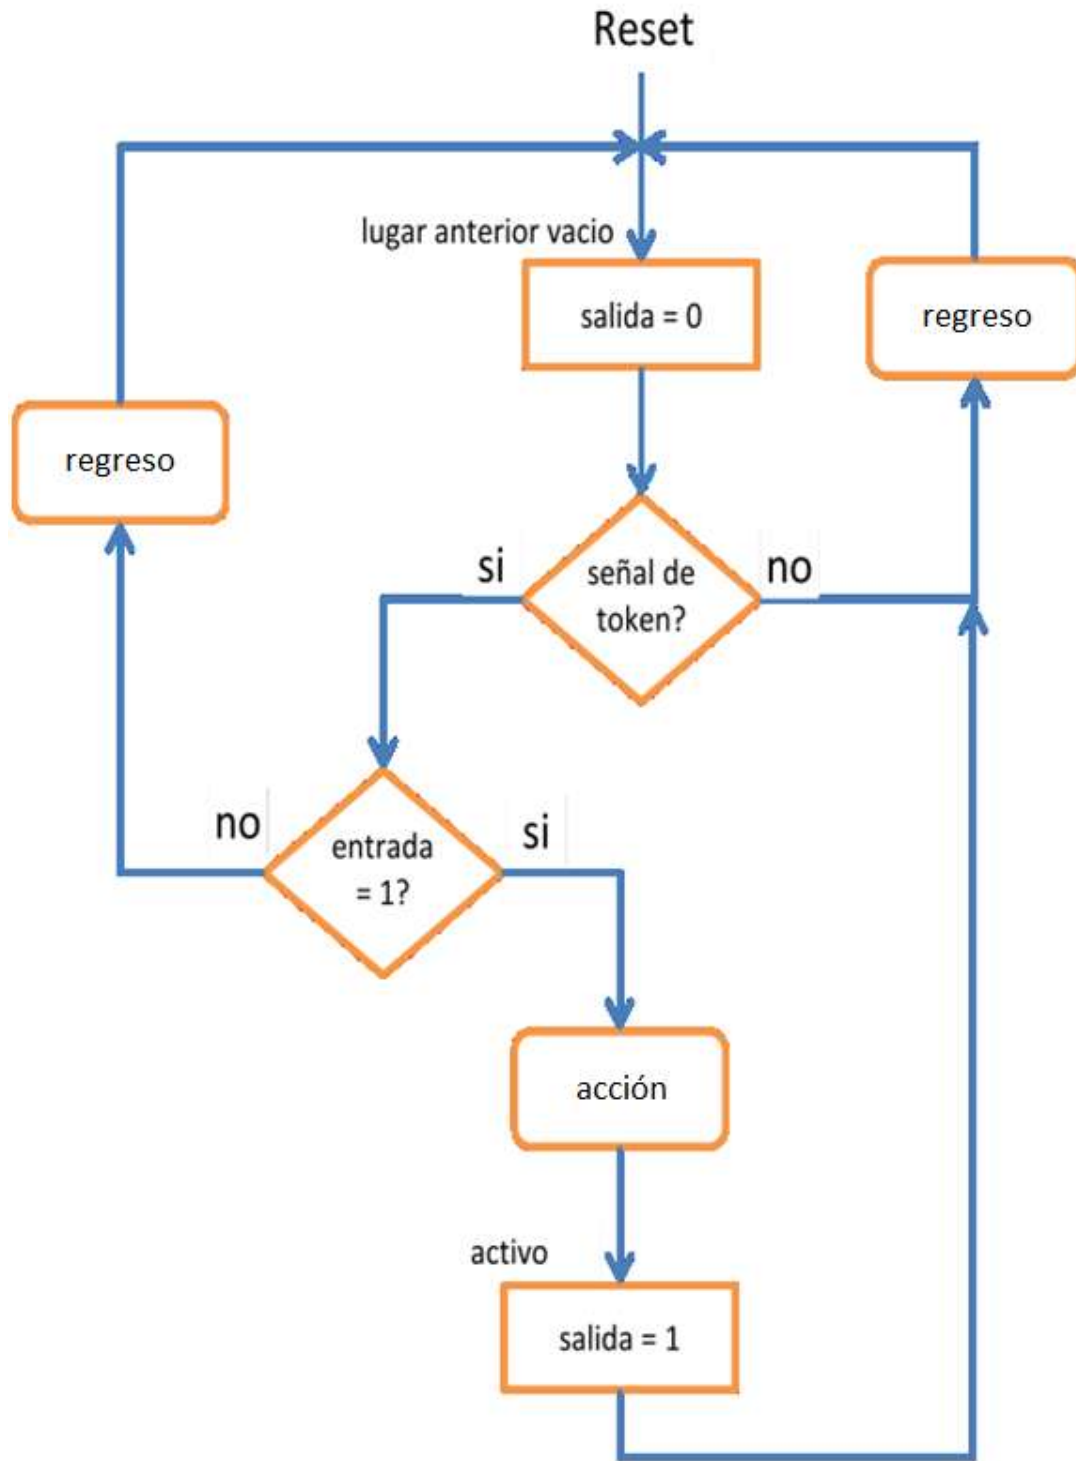 Reset
lugar anterior vacio
salida = 0
regreso
regreso
si
señal de
token?
no
no
entrada
= 1?
si
acción
activo
salida = 1